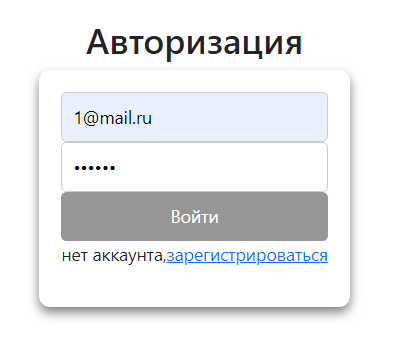 Авторизация
1@mail.ru
••••••
Войти
нет аккаунта,зарегистрироваться